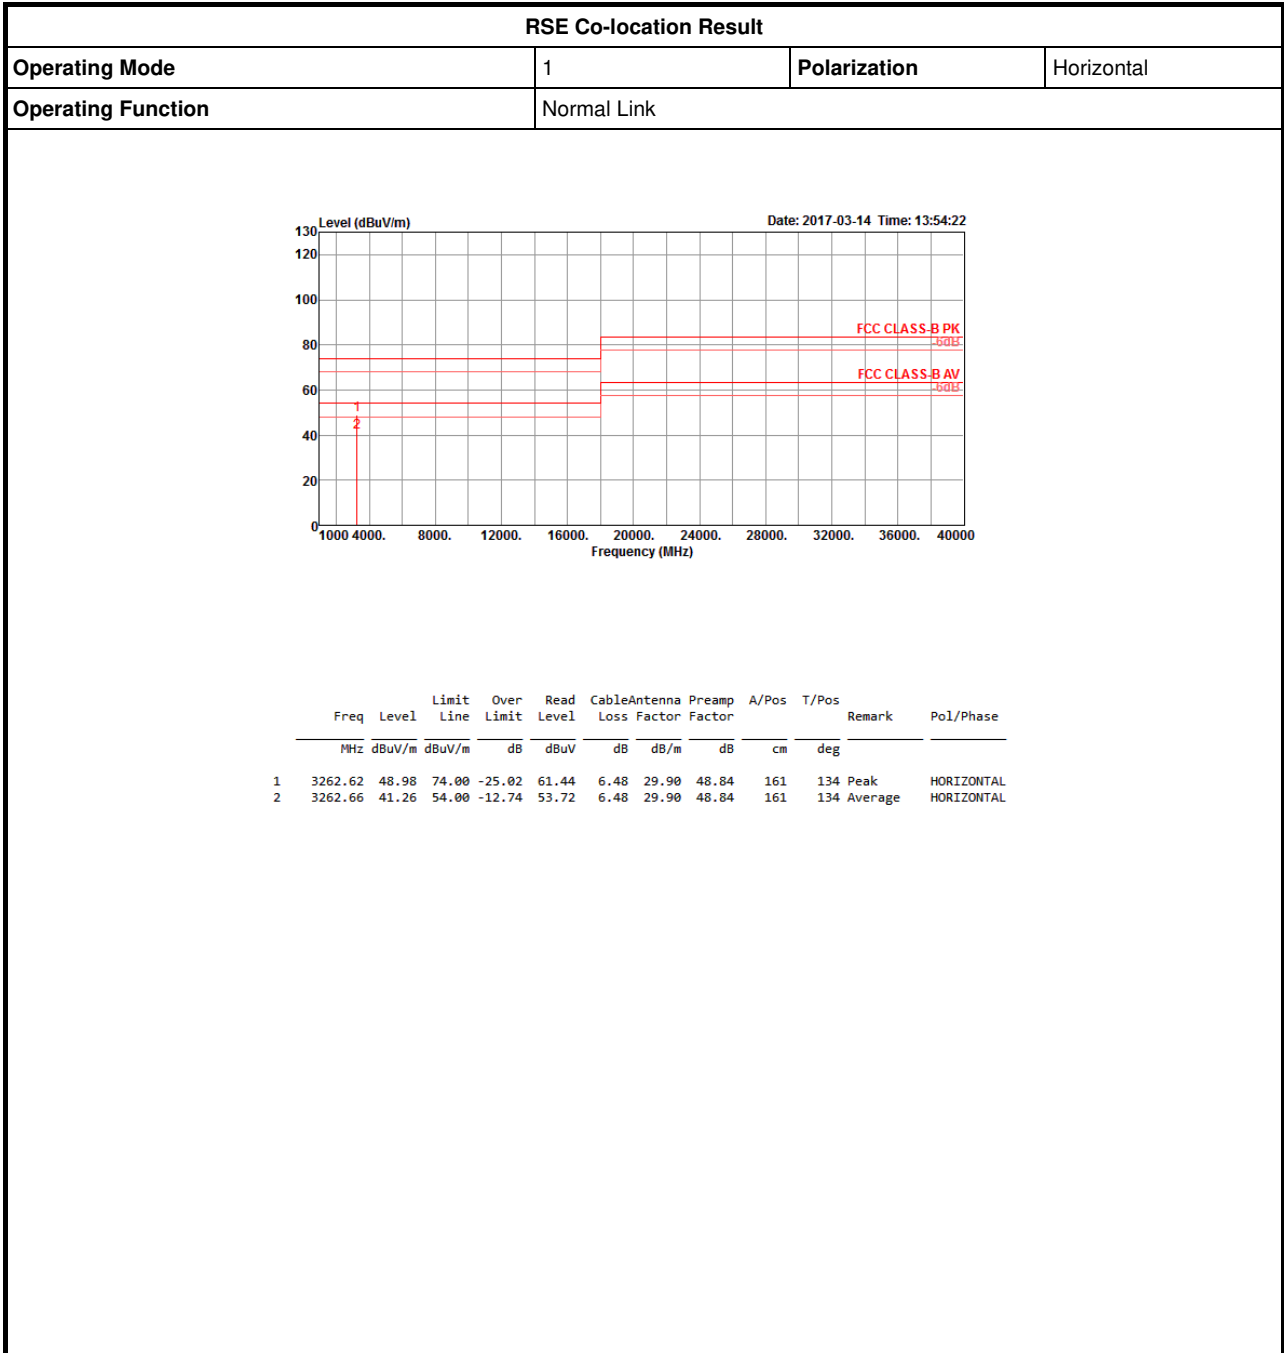 RSE Co-location Result
Operating Mode 1 Polarization Horizontal
Operating Function Normal Link
Level (dBuV/m) Date: 2017-03-14 Time: 13:54:22
130
120
100
FCC CLASS-B PK
80 -6dB
FCC CLASS-B AV
60 -6dB
1
2
40
20
0
1000 4000. 8000. 12000. 16000. 20000. 24000. 28000. 32000. 36000. 40000
Frequency (MHz)
Limit Over Read CableAntenna Preamp A/Pos T/Pos
Freq Level Line Limit Level Loss Factor Factor Remark Pol/Phase
MHz dBuV/m dBuV/m dB dBuV dB dB/m dB cm deg
1 3262.62 48.98 74.00 -25.02 61.44 6.48 29.90 48.84 161 134 Peak HORIZONTAL
2 3262.66 41.26 54.00 -12.74 53.72 6.48 29.90 48.84 161 134 Average HORIZONTAL